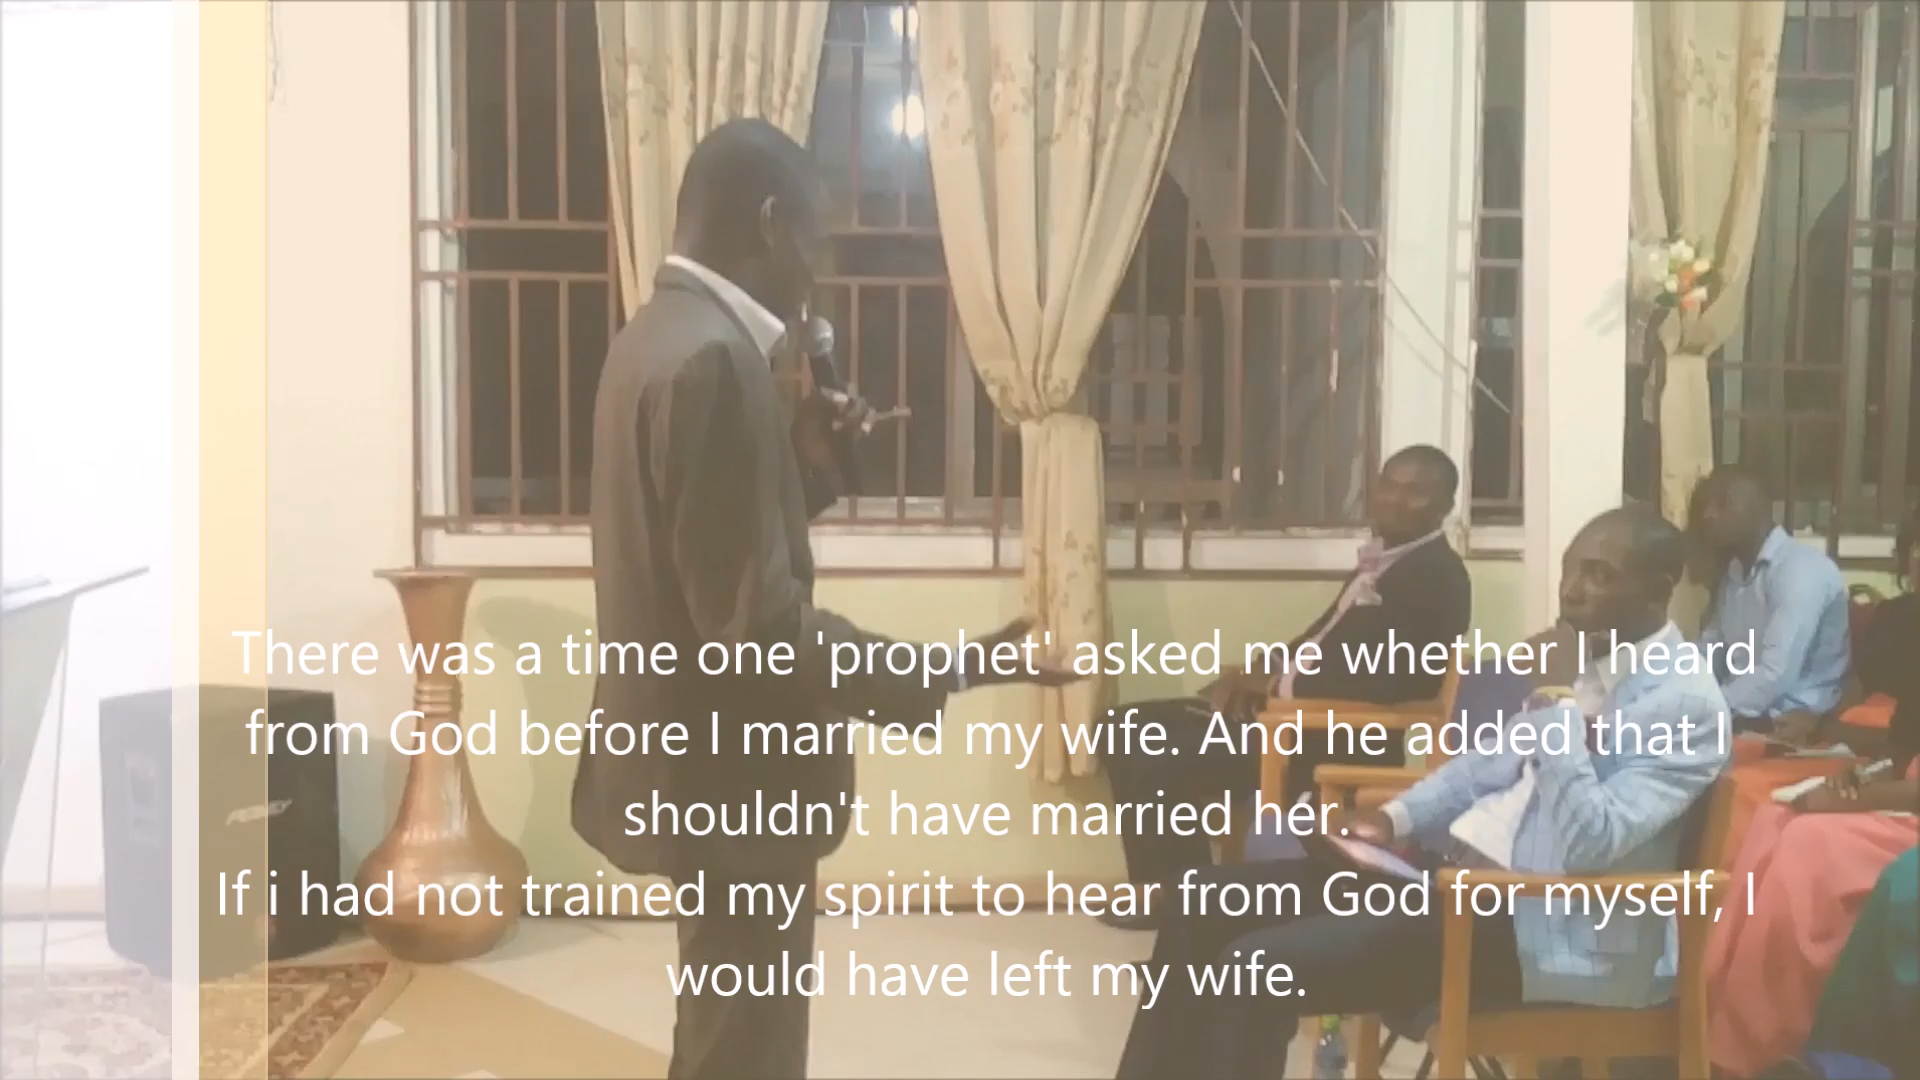 There was a time one 'prophet' asked me whether I heard
from God before I married my wife. And he added that I
shouldn't have married her.
If i had not trained my spirit to hear from God for myself, I
would have left my wife.